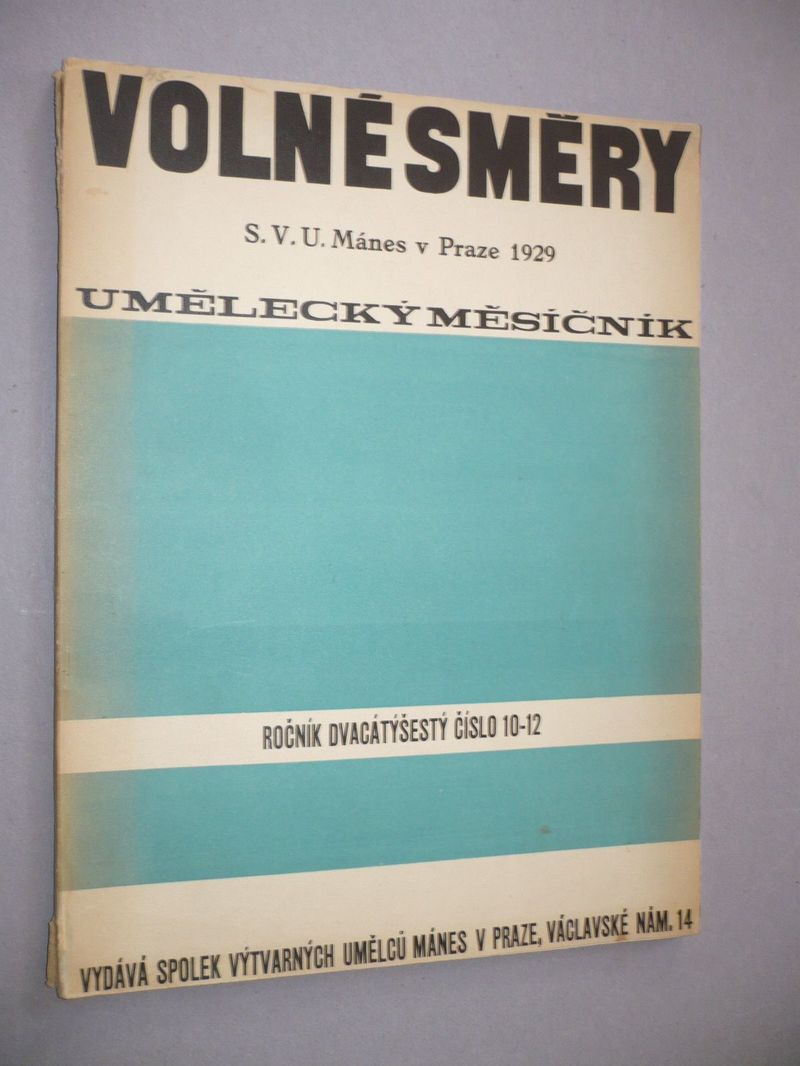 VOLNÉ SMĚRY
S. V. U. Mánes v Praze 1929
UMĚLECKÝ MĚSÍČNÍK
ROČNÍK DVACÁTÝŠESTÝ ČÍSLO 10-12
VYDÁVÁ SPOLEK VÝTVARNÝCH UMĚLCŮ MÁNES V PRAZE, VÁCLAVSKÉ NÁM. 14